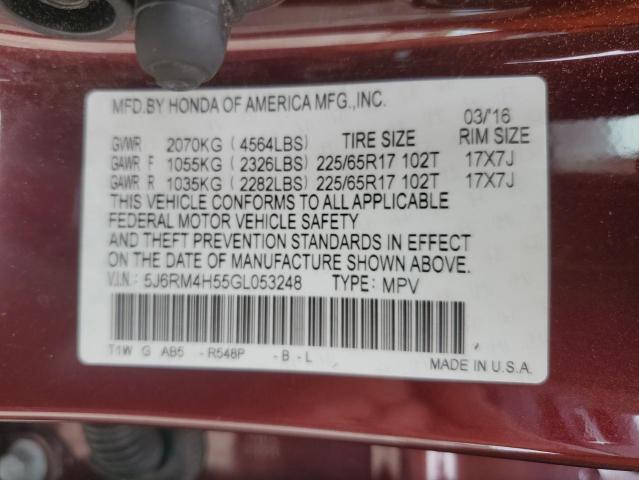 MFD.BY HONDA OF AMERICA MFG.,INC.
03/'16
GVWR 2070KG (4564LBS) TIRE SIZE RIM SIZE
GAWR F 1055KG (2326LBS) 225/65R17 102T 17X7J
GAWR R 1035KG (2282LBS) 225/65R17 102T 17X7J
THIS VEHICLE CONFORMS TO ALL APPLICABLE
FEDERAL MOTOR VEHICLE SAFETY
AND THEFT PREVENTION STANDARDS IN EFFECT
ON THE DATE OF MANUFACTURE SHOWN ABOVE.
V.I.N: 5J6RM4H55GL053248 TYPE: MPV
T1W G AB5 - R548P - B - L
MADE IN U.S.A.